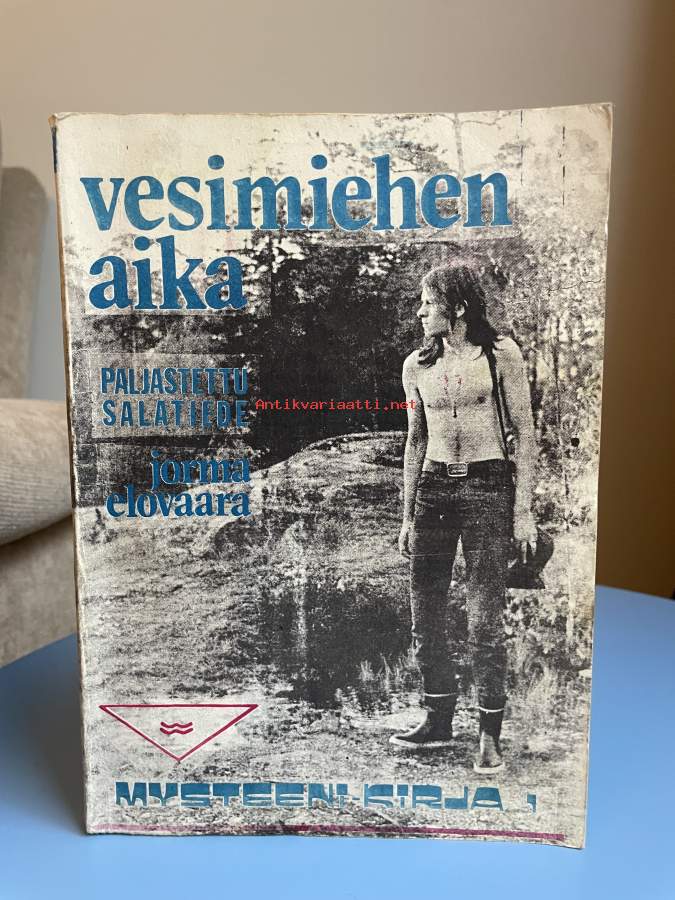 vesimiehen
aika
PALJASTETTU
SALATIEDE
Antikvariaatti.net
jorma
elovaara
MYSTEENI-KIRJA 1